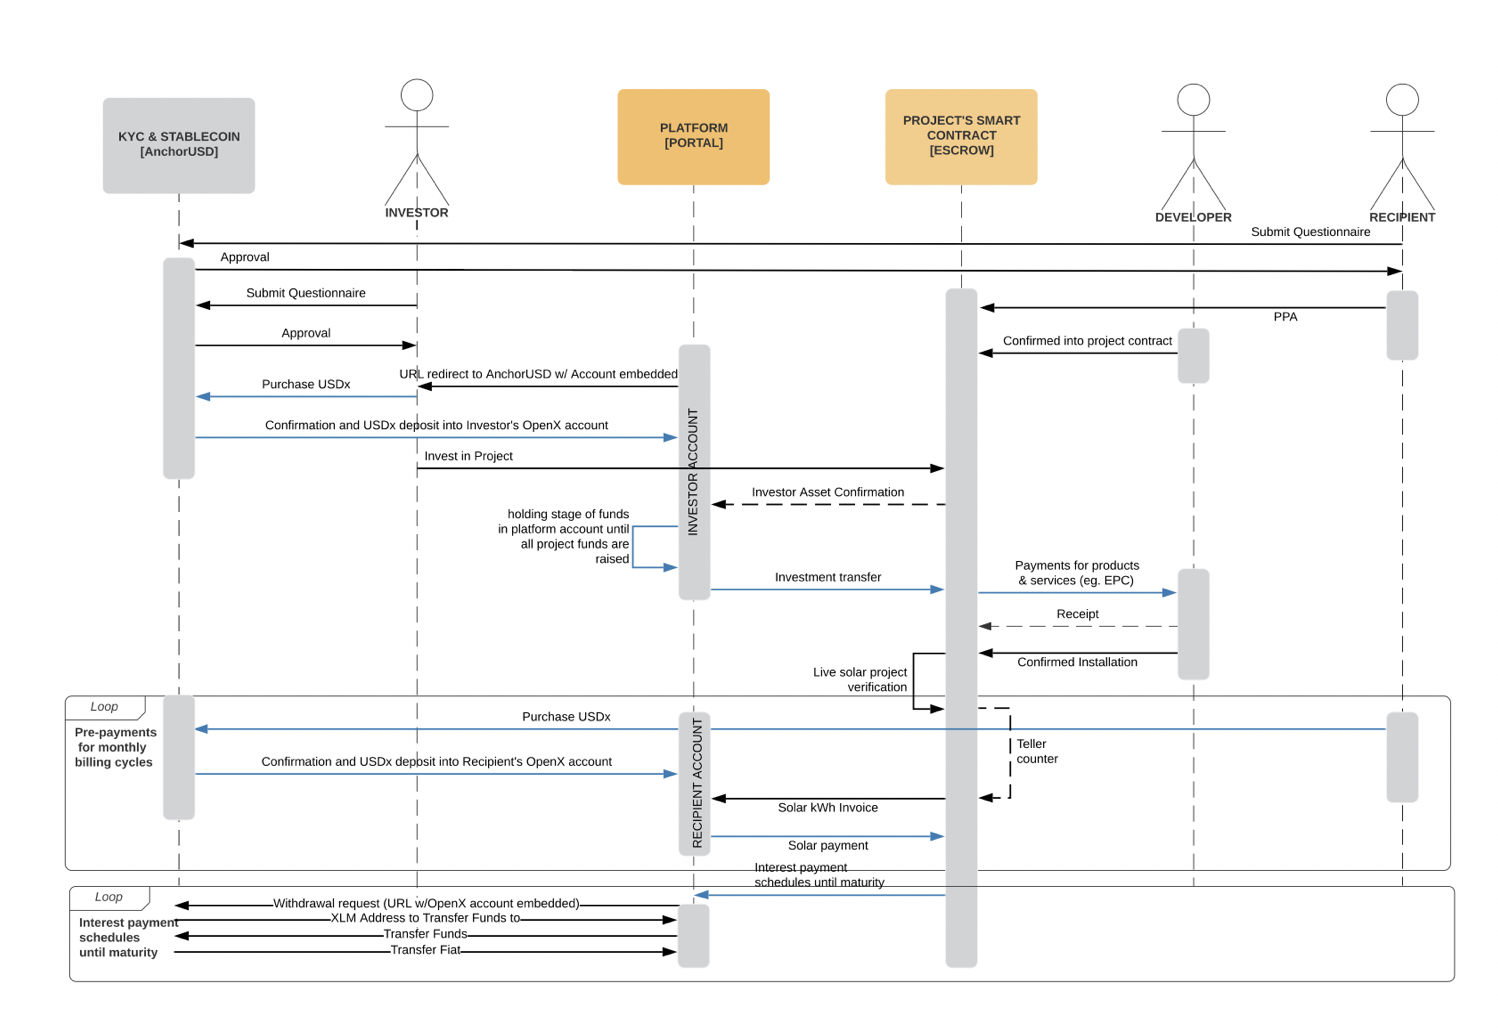 KYC & STABLECOIN
[AnchorUSD]
INVESTOR
PLATFORM
[PORTAL]
PROJECT'S SMART
CONTRACT
[ESCROW]
DEVELOPER
RECIPIENT
Submit Questionnaire
Approval
Submit Questionnaire
PPA
Approval
Confirmed into project contract
URL redirect to AnchorUSD w/ Account embedded
Purchase USDx
Confirmation and USDx deposit into Investor's OpenX account
INVESTOR ACCOUNT
Invest in Project
Investor Asset Confirmation
holding stage of funds
in platform account until
all project funds are
raised
Investment transfer
Payments for products
& services (eg. EPC)
Receipt
Confirmed Installation
Live solar project
verification
Loop
Pre-payments
for monthly
billing cycles
Purchase USDx
Teller
counter
Confirmation and USDx deposit into Recipient's OpenX account
RECIPIENT ACCOUNT
Solar kWh Invoice
Solar payment
Interest payment
schedules until maturity
Loop
Interest payment
schedules
until maturity
Withdrawal request (URL w/OpenX account embedded)
XLM Address to Transfer Funds to
Transfer Funds
Transfer Fiat